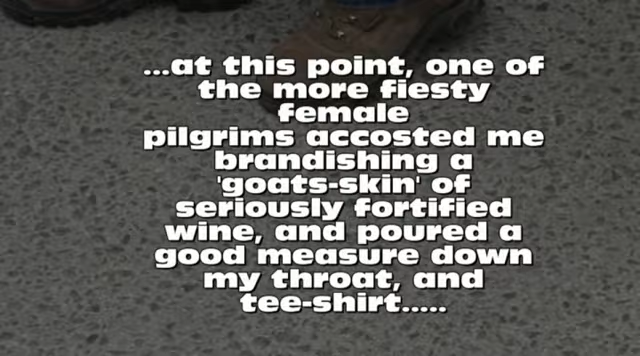 ...at this point, one of
the more fiesty
female
pilgrims accosted me
brandishing a
'goats-skin' of
seriously fortified
wine, and poured a
good measure down
my throat, and
tee-shirt.....